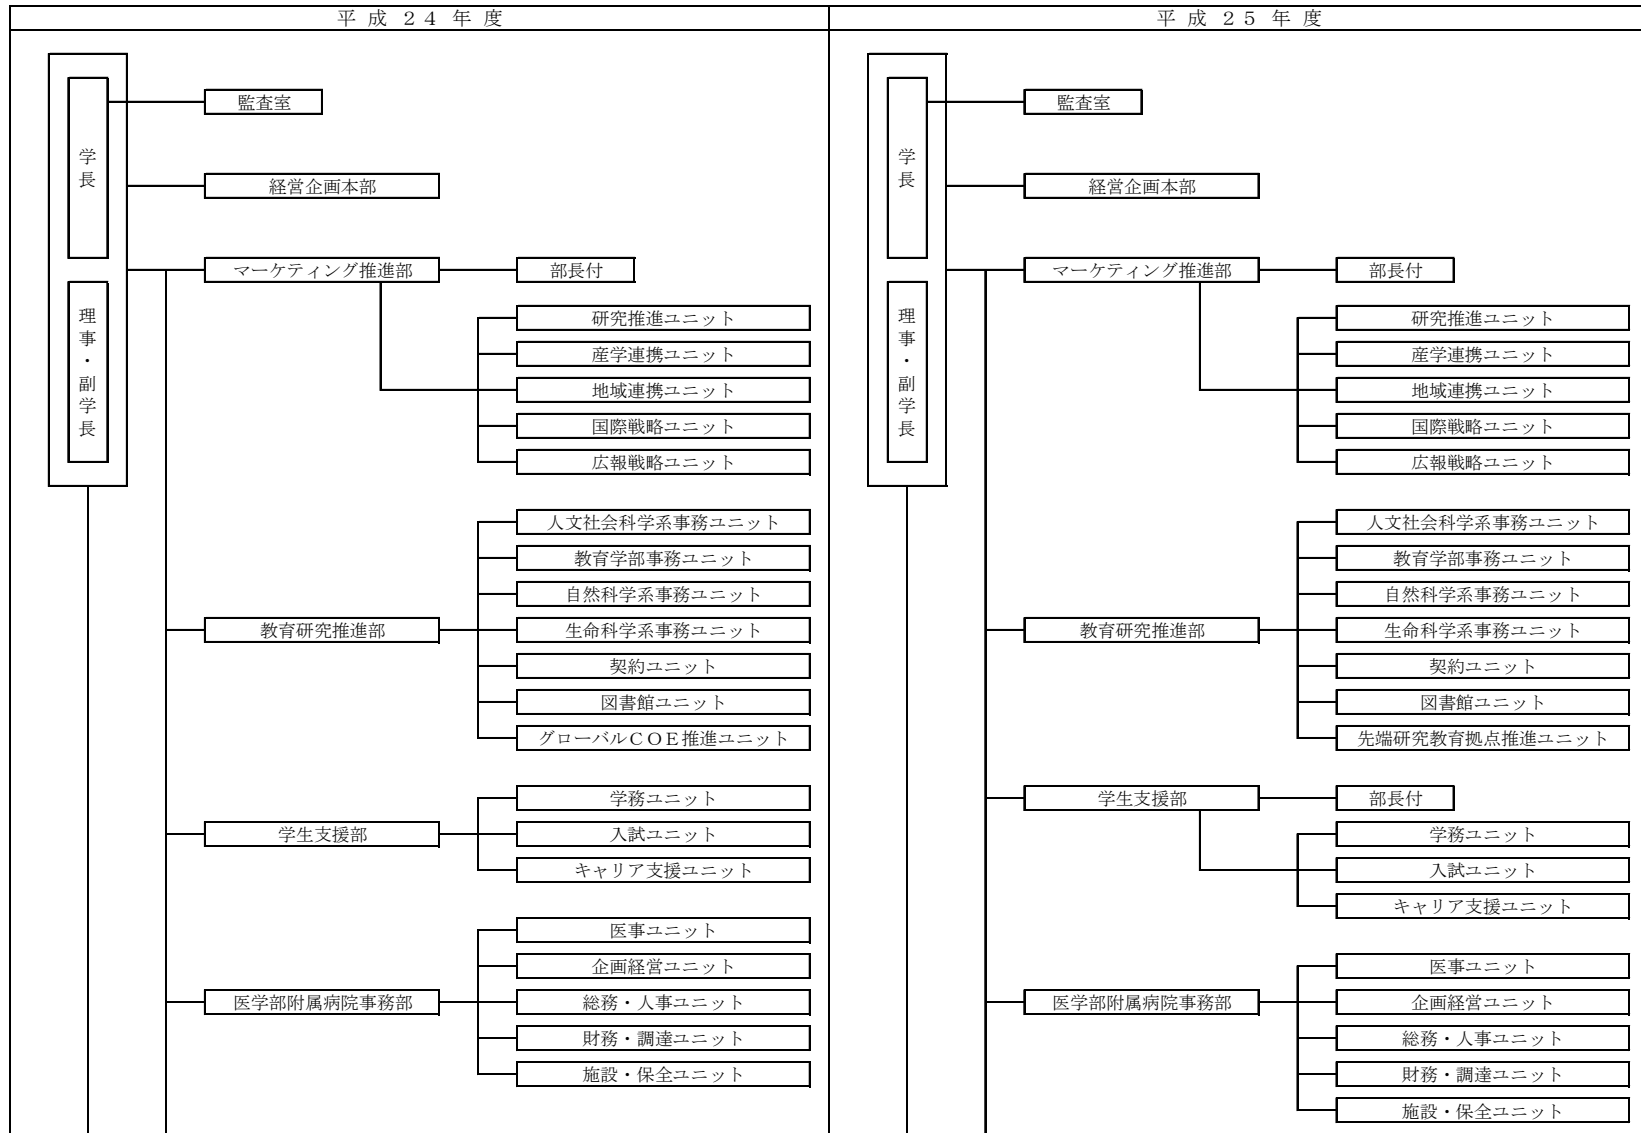 平成２４年度
学長
理事・副学長
監査室
経営企画本部
マーケティング推進部
部長付
研究推進ユニット
産学連携ユニット
地域連携ユニット
国際戦略ユニット
広報戦略ユニット
教育研究推進部
人文社会科学系事務ユニット
教育学部事務ユニット
自然科学系事務ユニット
生命科学系事務ユニット
契約ユニット
図書館ユニット
グローバルＣＯＥ推進ユニット
学生支援部
学務ユニット
入試ユニット
キャリア支援ユニット
医学部附属病院事務部
医事ユニット
企画経営ユニット
総務・人事ユニット
財務・調達ユニット
施設・保全ユニット
平成２５年度
学長
理事・副学長
監査室
経営企画本部
マーケティング推進部
部長付
研究推進ユニット
産学連携ユニット
地域連携ユニット
国際戦略ユニット
広報戦略ユニット
教育研究推進部
人文社会科学系事務ユニット
教育学部事務ユニット
自然科学系事務ユニット
生命科学系事務ユニット
契約ユニット
図書館ユニット
先端研究教育拠点推進ユニット
学生支援部
部長付
学務ユニット
入試ユニット
キャリア支援ユニット
医学部附属病院事務部
医事ユニット
企画経営ユニット
総務・人事ユニット
財務・調達ユニット
施設・保全ユニット